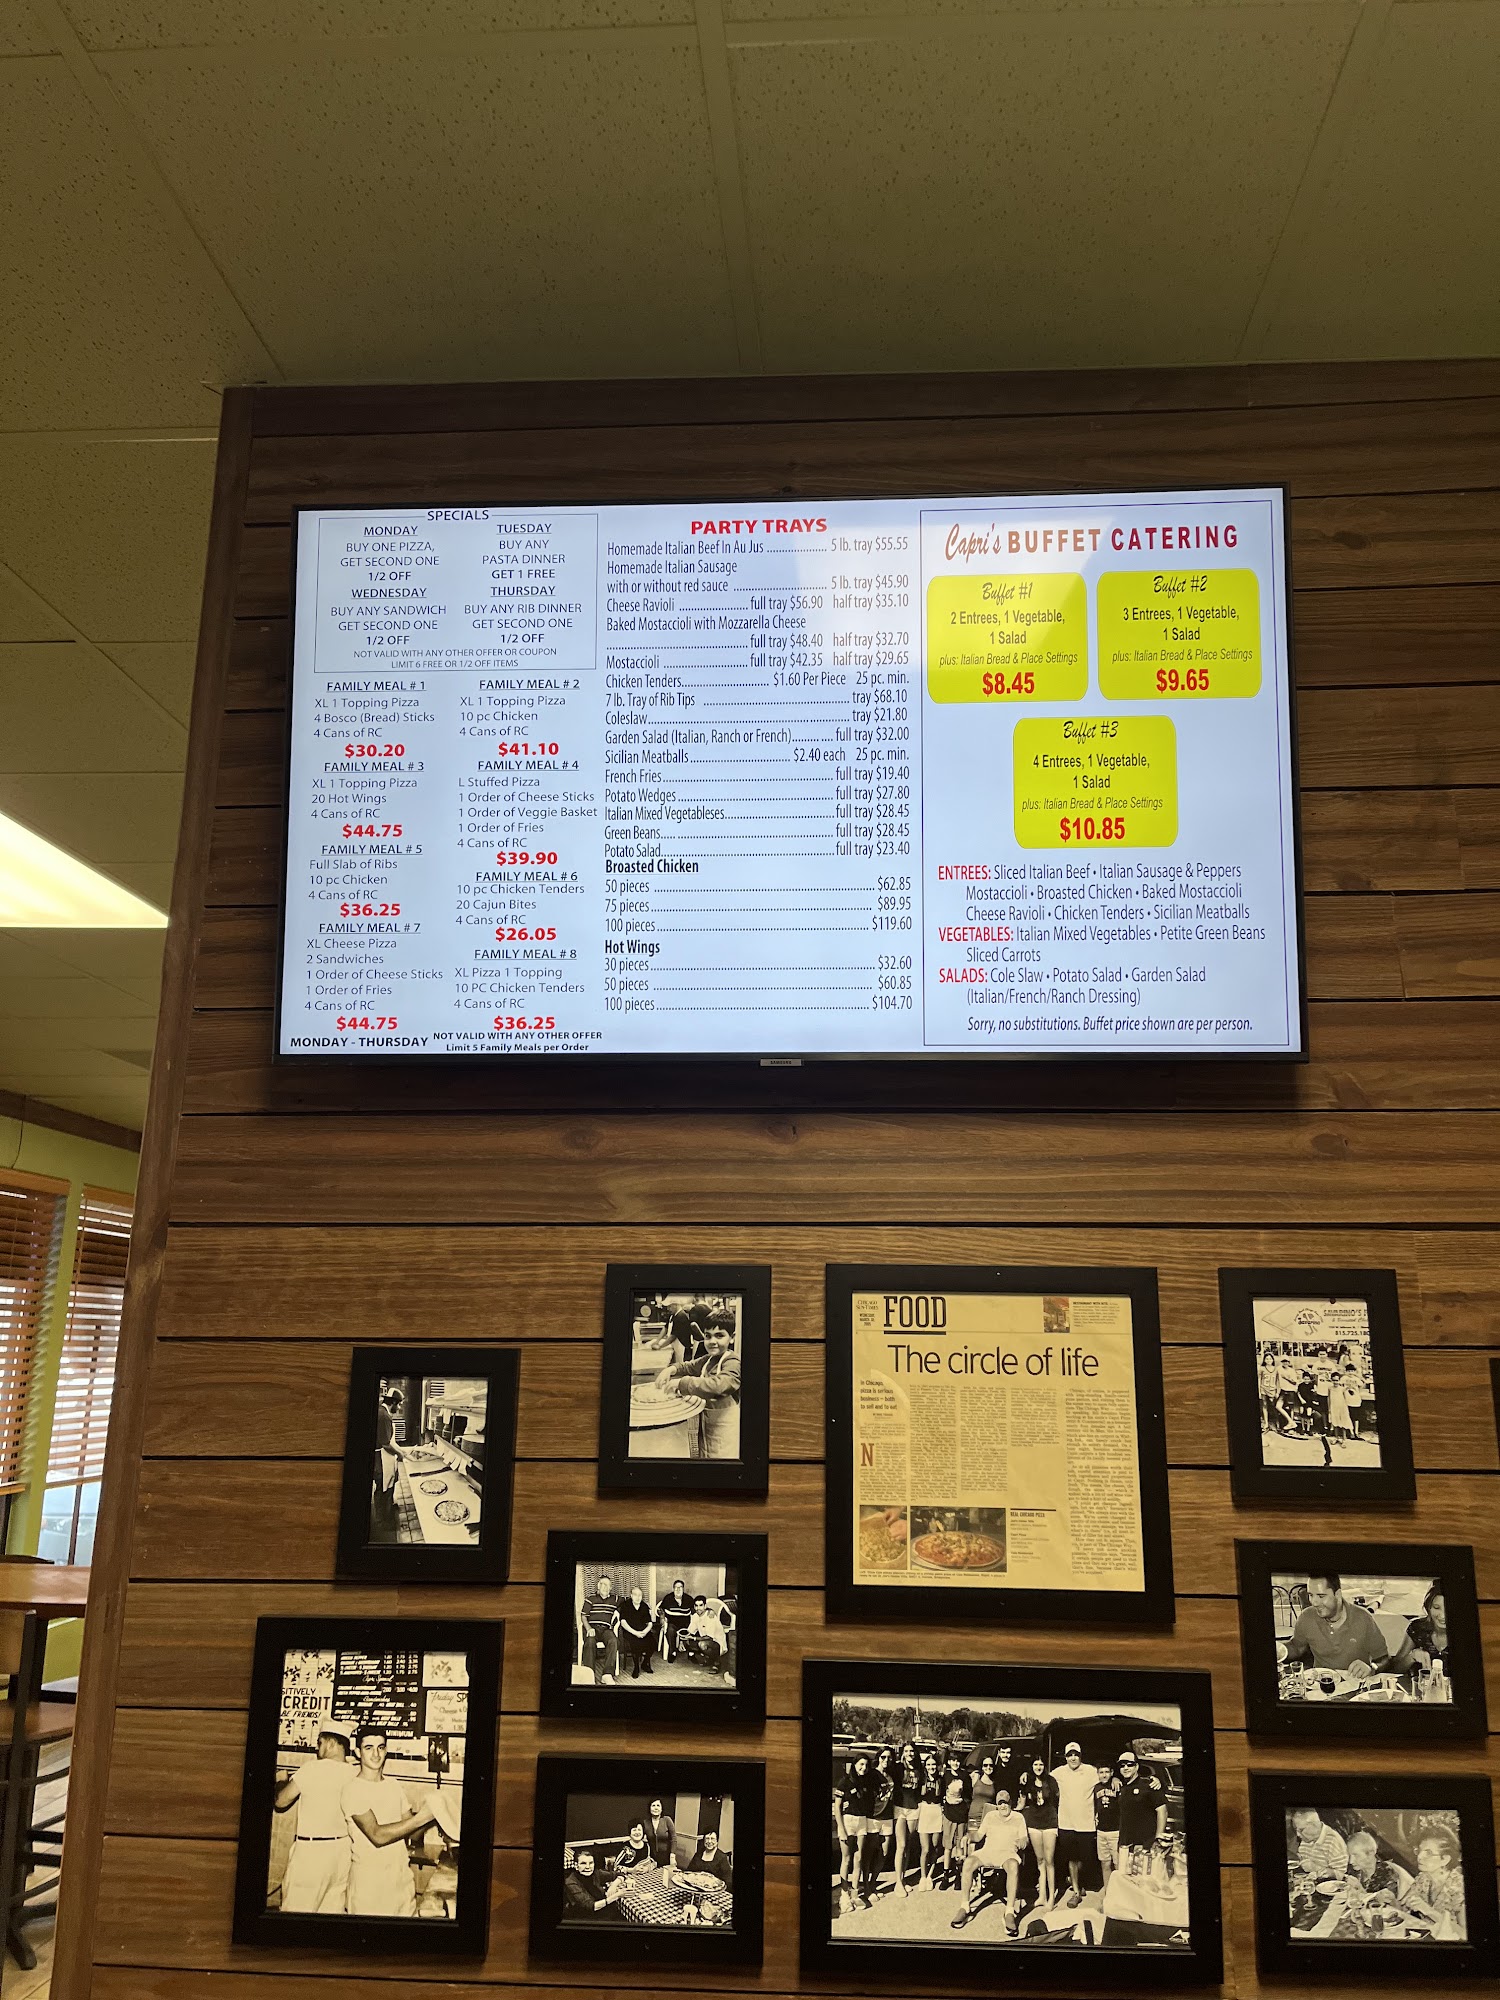 SPECIALS
MONDAY
BUY ONE PIZZA,
GET SECOND ONE
1/2 OFF
TUESDAY
BUY ANY
PASTA DINNER
GET 1 FREE
WEDNESDAY
BUY ANY SANDWICH
GET SECOND ONE
1/2 OFF
THURSDAY
BUY ANY RIB DINNER
GET SECOND ONE
1/2 OFF
NOT VALID WITH ANY OTHER OFFER OR COUPON
LIMIT 6 FREE OR 1/2 OFF ITEMS
FAMILY MEAL # 1
XL 1 Topping Pizza
4 Bosco (Bread) Sticks
4 Cans of RC
$30.20
FAMILY MEAL # 2
XL 1 Topping Pizza
10 pc Chicken
4 Cans of RC
$41.10
FAMILY MEAL # 3
XL 1 Topping Pizza
20 Hot Wings
4 Cans of RC
$44.75
FAMILY MEAL # 4
L Stuffed Pizza
1 Order of Cheese Sticks
1 Order of Veggie Basket
1 Order of Fries
4 Cans of RC
$39.90
FAMILY MEAL # 5
Full Slab of Ribs
10 pc Chicken
4 Cans of RC
$36.25
FAMILY MEAL # 6
10 pc Chicken Tenders
20 Cajun Bites
4 Cans of RC
$26.05
FAMILY MEAL # 7
XL Cheese Pizza
2 Sandwiches
1 Order of Cheese Sticks
1 Order of Fries
4 Cans of RC
$44.75
FAMILY MEAL # 8
XL Pizza 1 Topping
10 PC Chicken Tenders
4 Cans of RC
$36.25
MONDAY - THURSDAY
NOT VALID WITH ANY OTHER OFFER
Limit 5 Family Meals per Order
PARTY TRAYS
Homemade Italian Beef In Au Jus ..................... 5 lb. tray $55.55
Homemade Italian Sausage
with or without red sauce ................................ 5 lb. tray $45.90
Cheese Ravioli ........................ full tray $56.90 half tray $35.10
Baked Mostaccioli with Mozzarella Cheese
................................................ full tray $48.40 half tray $32.70
Mostaccioli ............................. full tray $42.35 half tray $29.65
Chicken Tenders............................. $1.60 Per Piece 25 pc. min.
7 lb. Tray of Rib Tips .................................................. tray $68.10
Coleslaw..................................................................... tray $21.80
Garden Salad (Italian, Ranch or French)............. full tray $32.00
Sicilian Meatballs.................................. $2.40 each 25 pc. min.
French Fries.......................................................... full tray $19.40
Potato Wedges..................................................... full tray $27.80
Italian Mixed Vegetableses..................................... full tray $28.45
Green Beans.......................................................... full tray $28.45
Potato Salad.......................................................... full tray $23.40
Broasted Chicken
50 pieces ........................................................................... $62.85
75 pieces............................................................................ $89.95
100 pieces........................................................................ $119.60
Hot Wings
30 pieces............................................................................ $32.60
50 pieces ........................................................................... $60.85
100 pieces........................................................................ $104.70
Capri's BUFFET CATERING
Buffet #1
2 Entrees, 1 Vegetable,
1 Salad
plus: Italian Bread & Place Settings
$8.45
Buffet #2
3 Entrees, 1 Vegetable,
1 Salad
plus: Italian Bread & Place Settings
$9.65
Buffet #3
4 Entrees, 1 Vegetable,
1 Salad
plus: Italian Bread & Place Settings
$10.85
ENTREES: Sliced Italian Beef • Italian Sausage & Peppers
Mostaccioli • Broasted Chicken • Baked Mostaccioli
Cheese Ravioli • Chicken Tenders • Sicilian Meatballs
VEGETABLES: Italian Mixed Vegetables • Petite Green Beans
Sliced Carrots
SALADS: Cole Slaw • Potato Salad • Garden Salad
(Italian/French/Ranch Dressing)
Sorry, no substitutions. Buffet price shown are per person.
SAMSUNG
FOOD
The circle of life
In Chicago,
pizza is serious
business — both
to sell and to eat
REAL CHICAGO PIZZA
815.725.180
SITIVELY
CREDIT
BE FRIENDS!
MINIMUM